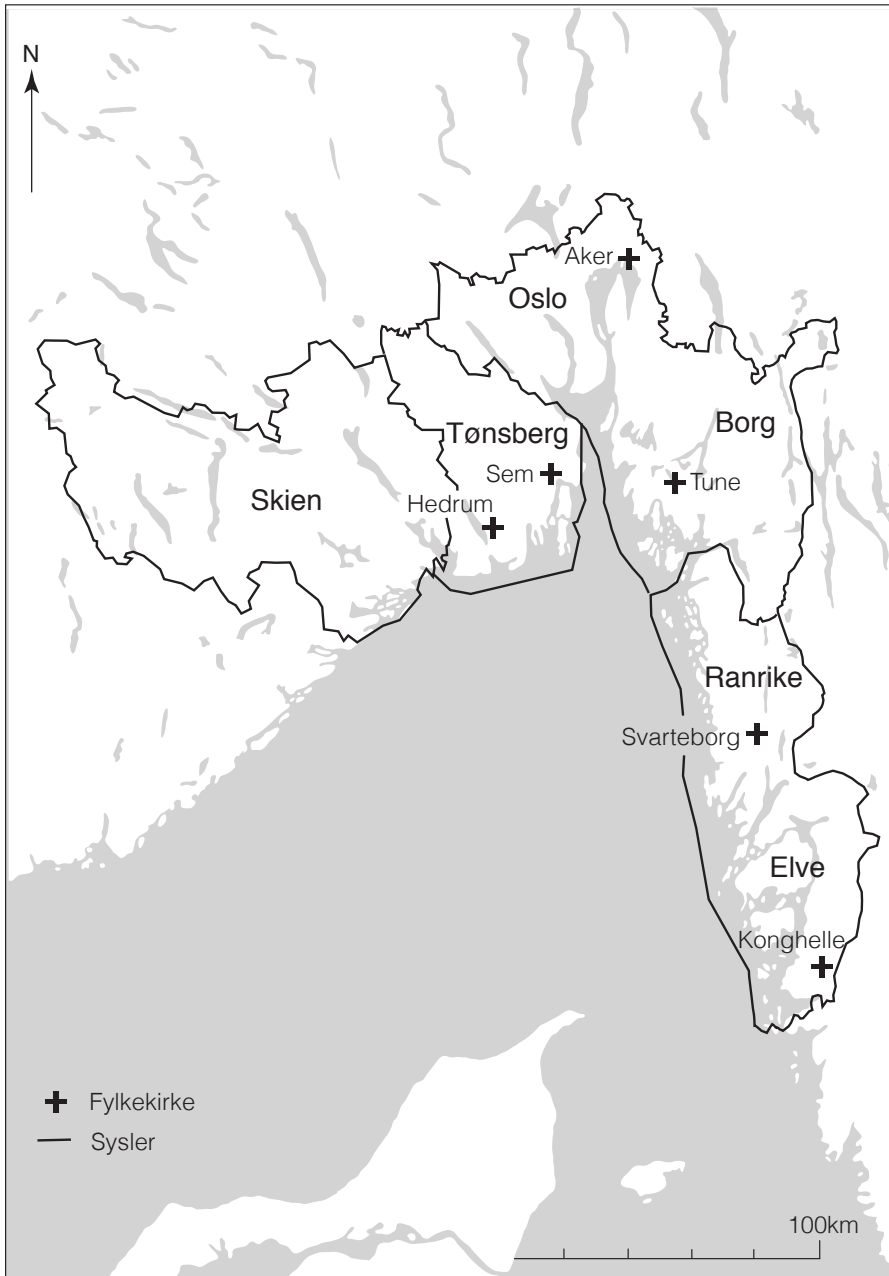 N
Aker
Oslo
Borg
Tønsberg
Sem
Tune
Skien
Hedrum
Ranrike
Svarteborg
Elve
Konghelle
Fylkekirke
Sysler
100km